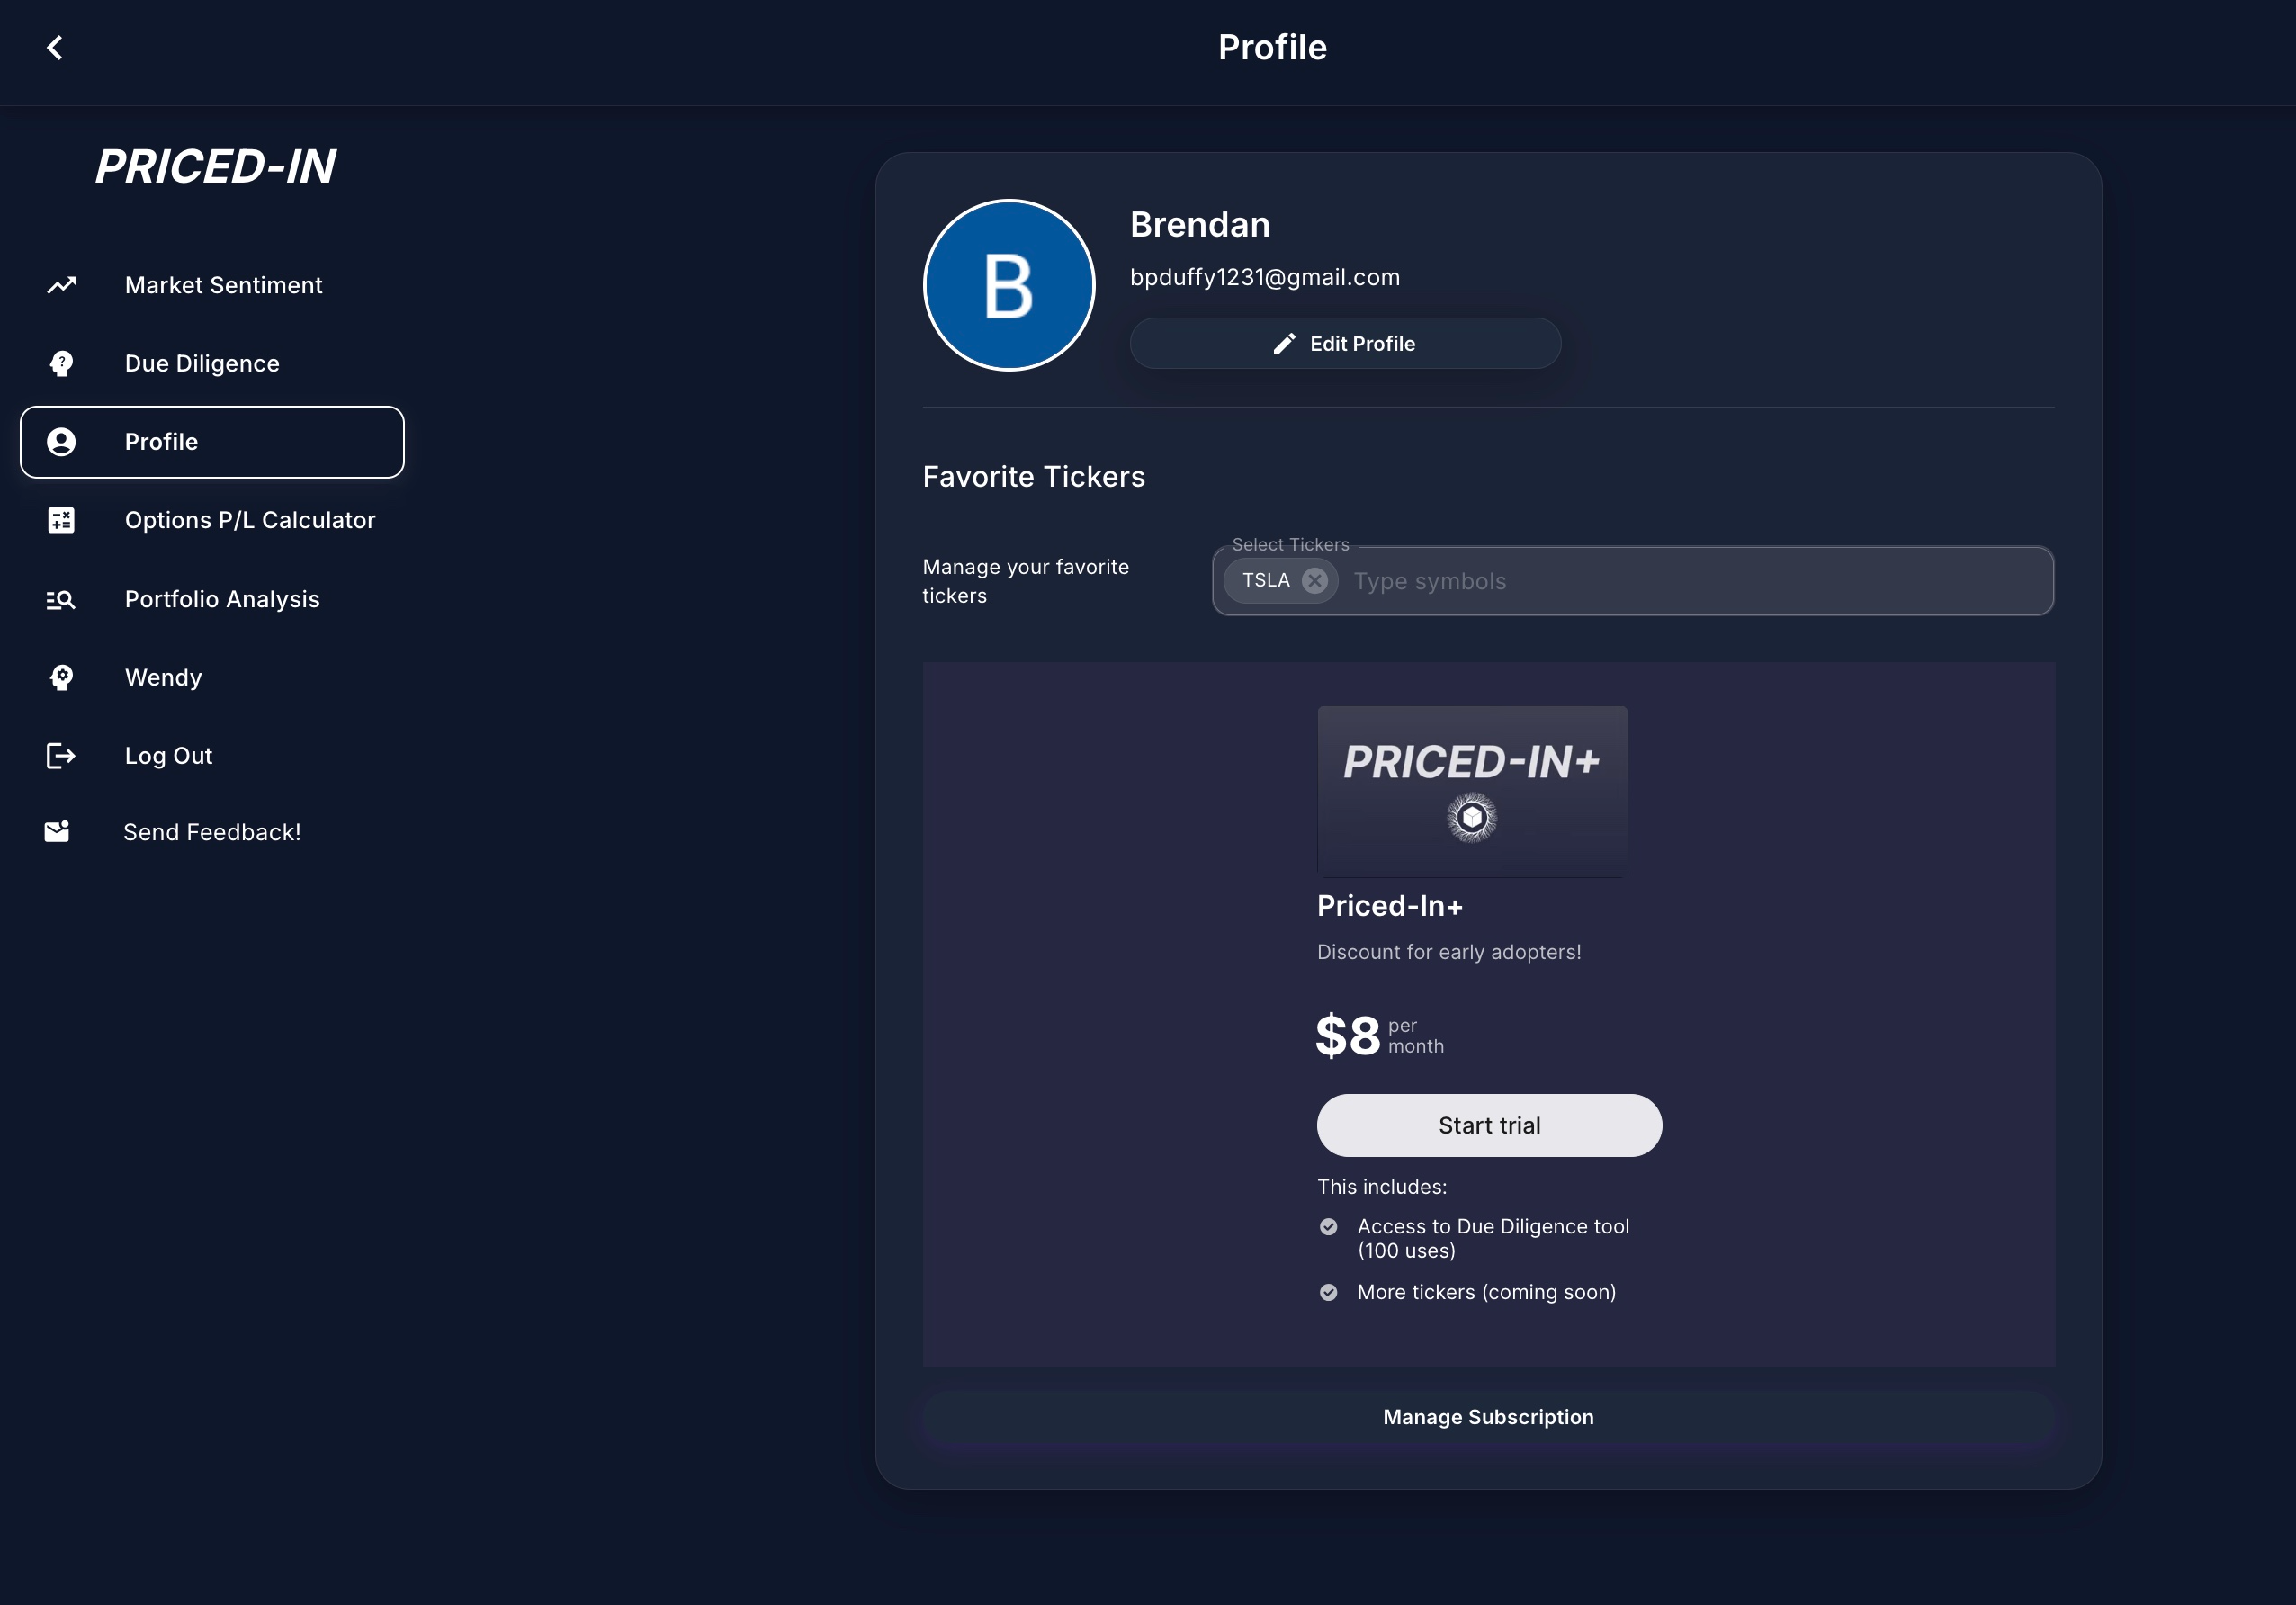 Profile
PRICED-IN
Market Sentiment
Due Diligence
Profile
Options P/L Calculator
Portfolio Analysis
Wendy
Log Out
Send Feedback!
B
Brendan
bpduffy1231@gmail.com
Edit Profile
Favorite Tickers
Manage your favorite
tickers
Select Tickers
TSLA
Type symbols
PRICED-IN+
Priced-In+
Discount for early adopters!
$8 per
month
Start trial
This includes:
Access to Due Diligence tool
(100 uses)
More tickers (coming soon)
Manage Subscription